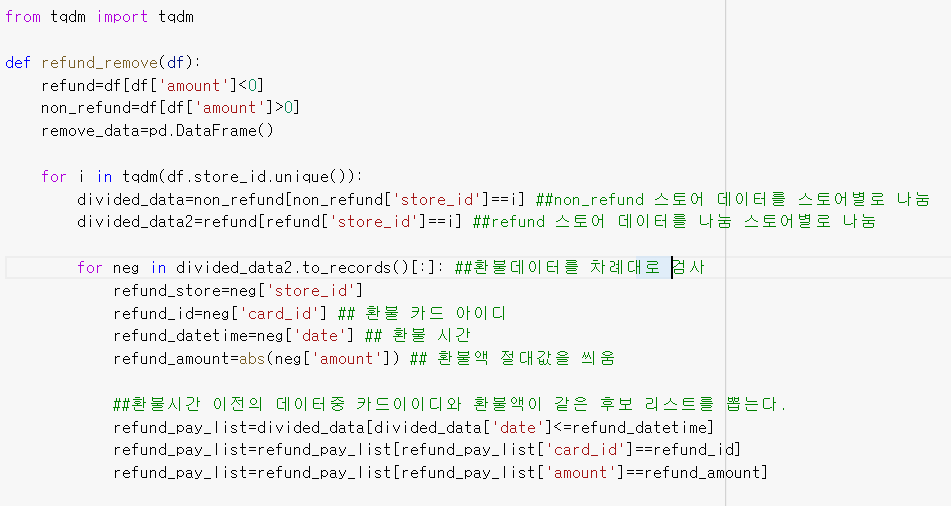 from tqdm import tqdm
def refund_remove(df):
refund=df[df['amount']<0]
non_refund=df[df['amount']>0]
remove_data=pd.DataFrame()
for i in tqdm(df.store_id.unique()):
divided_data=non_refund[non_refund['store_id']==i] ##non_refund 스토어 데이터를 스토어별로 나눔
divided_data2=refund[refund['store_id']==i] ##refund 스토어 데이터를 나눔 스토어별로 나눔
for neg in divided_data2.to_records()[:]: ##환불데이터를 차례대로 검사
refund_store=neg['store_id']
refund_id=neg['card_id'] ## 환불 카드 아이디
refund_datetime=neg['date'] ## 환불 시간
refund_amount=abs(neg['amount']) ## 환불액 절대값을 씌움
##환불시간 이전의 데이터중 카드이이디와 환불액이 같은 후보 리스트를 뽑는다.
refund_pay_list=divided_data[divided_data['date']<=refund_datetime]
refund_pay_list=refund_pay_list[refund_pay_list['card_id']==refund_id]
refund_pay_list=refund_pay_list[refund_pay_list['amount']==refund_amount]